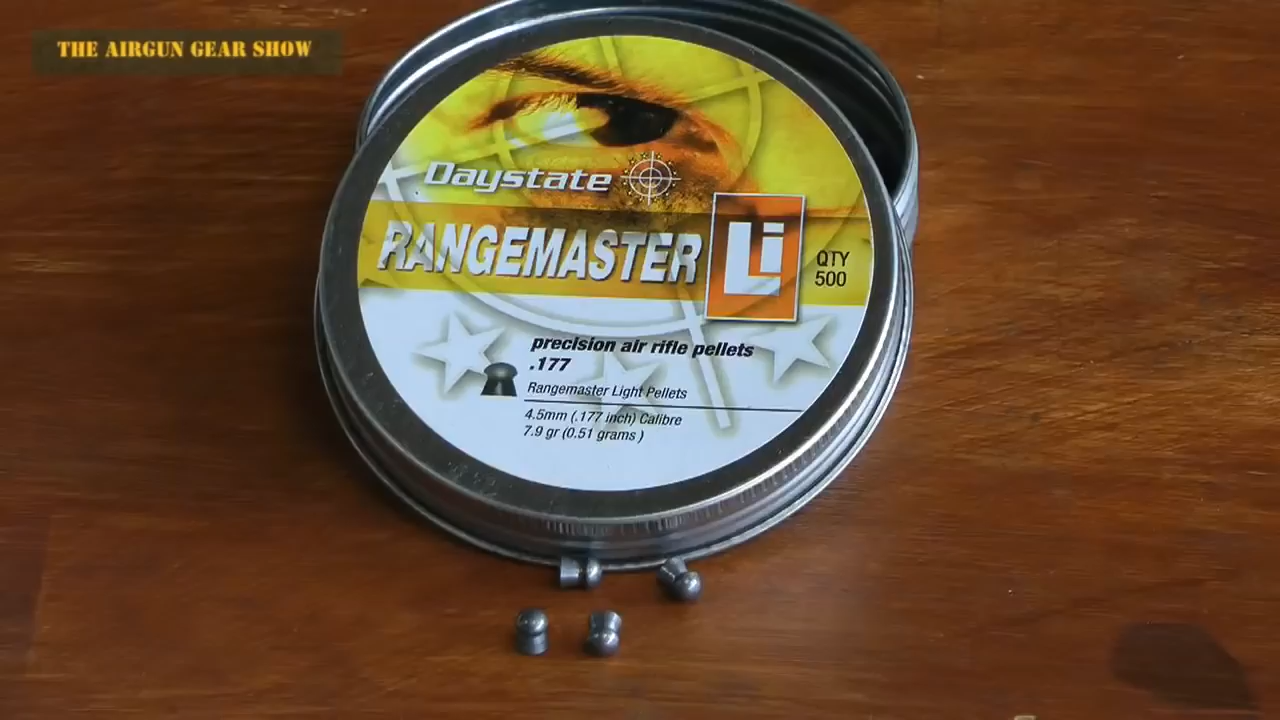 THE AIRGUN GEAR SHOW
Daystate
RANGEMASTER
Li
QTY
500
precision air rifle pellets
.177
Rangemaster Light Pellets
4.5mm (.177 inch) Calibre
7.9 gr (0.51 grams )